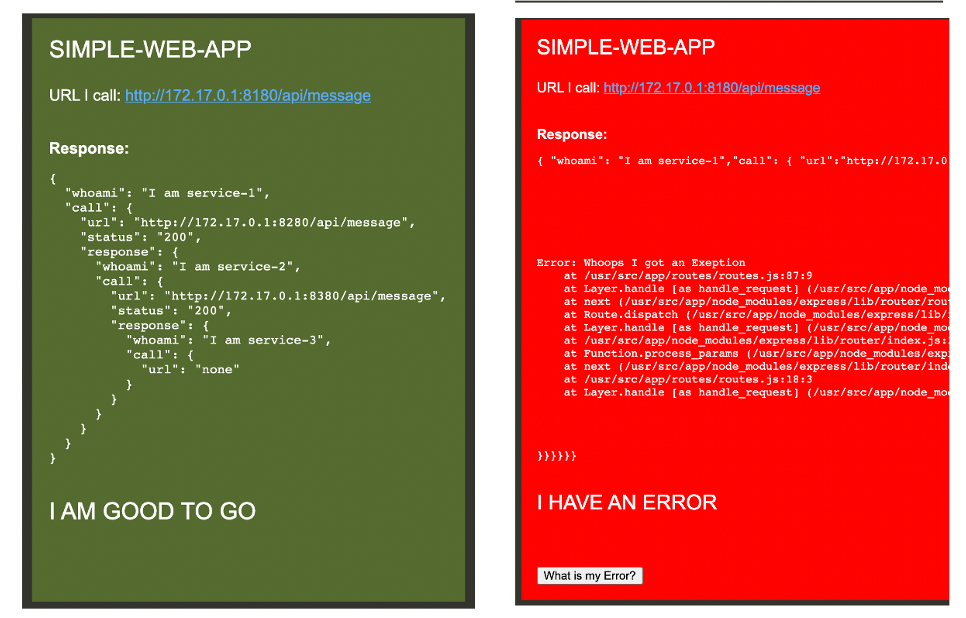 SIMPLE-WEB-APP
URL I call: http://172.17.0.1:8180/api/message
Response:
{
  "whoami": "I am service-1",
  "call": {
    "url": "http://172.17.0.1:8280/api/message",
    "status": "200",
    "response": {
      "whoami": "I am service-2",
      "call": {
        "url": "http://172.17.0.1:8380/api/message",
        "status": "200",
        "response": {
          "whoami": "I am service-3",
          "call": {
            "url": "none"
          }
        }
      }
    }
  }
}
I AM GOOD TO GO
SIMPLE-WEB-APP
URL I call: http://172.17.0.1:8180/api/message
Response:
{ "whoami": "I am service-1","call": { "url":"http://172.17.0
Error: Whoops I got an Exeption
    at /usr/src/app/routes/routes.js:87:9
    at Layer.handle [as handle_request] (/usr/src/app/node_mo
    at next (/usr/src/app/node_modules/express/lib/router/rou
    at Route.dispatch (/usr/src/app/node_modules/express/lib/
    at Layer.handle [as handle_request] (/usr/src/app/node_mo
    at /usr/src/app/node_modules/express/lib/router/index.js:
    at Function.process_params (/usr/src/app/node_modules/exp
    at next (/usr/src/app/node_modules/express/lib/router/ind
    at /usr/src/app/routes/routes.js:18:3
    at Layer.handle [as handle_request] (/usr/src/app/node_mo
}}}}}}
I HAVE AN ERROR
What is my Error?